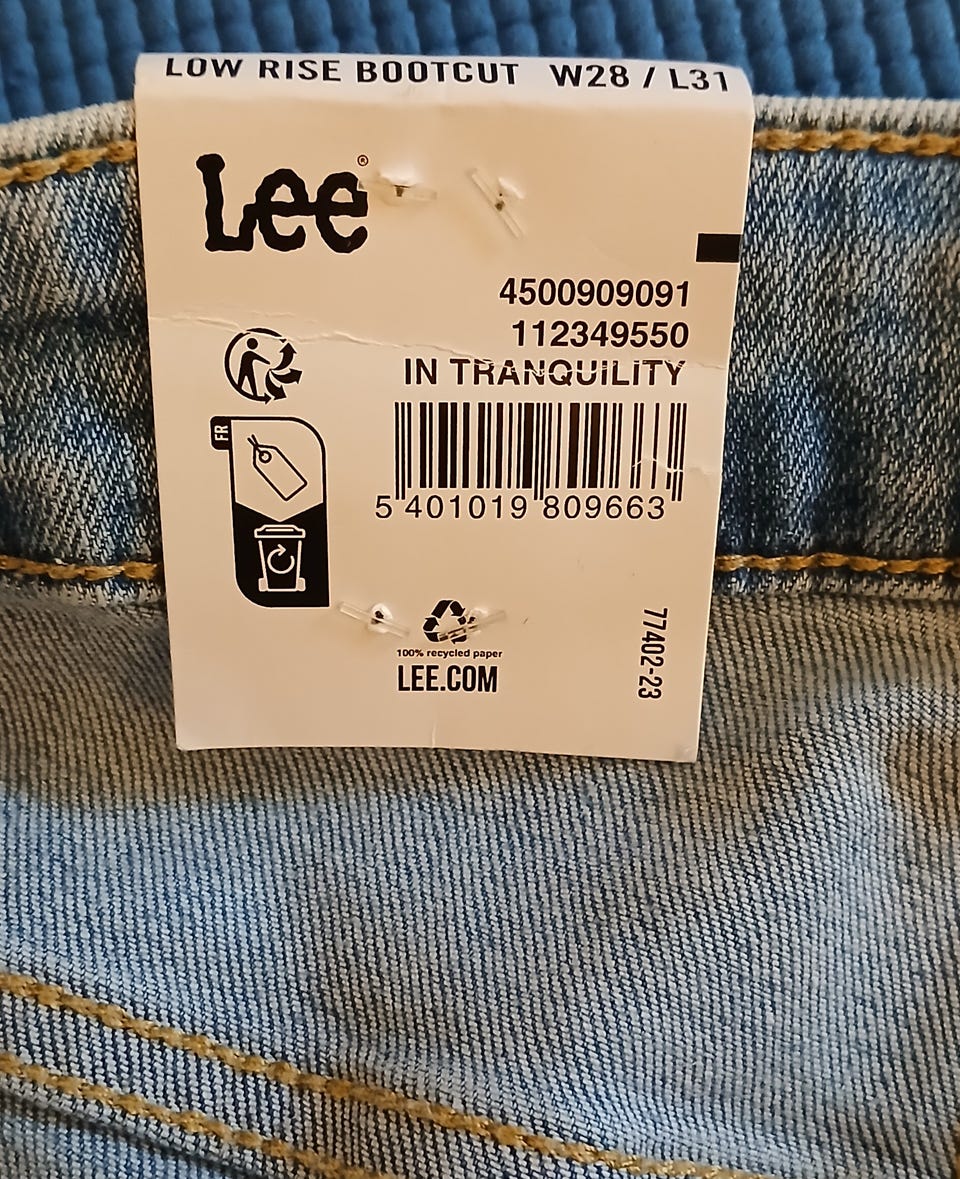 LOW RISE BOOTCUT W28 / L31
Lee®
4500909091
112349550
IN TRANQUILITY
FR
5 401019 809663
100% recycled paper
LEE.COM
77402-23